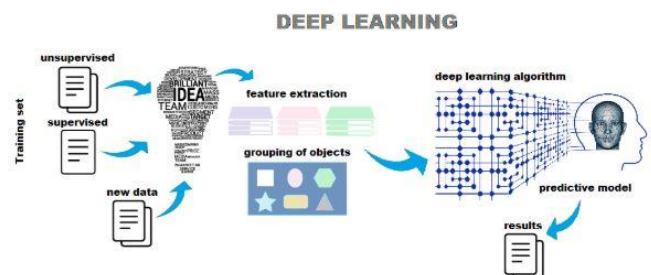 DEEP LEARNING
unsupervised
Training set
supervised
new data
BRILLIANT
IDEA
TEAM
feature extraction
grouping of objects
deep learning algorithm
predictive model
results